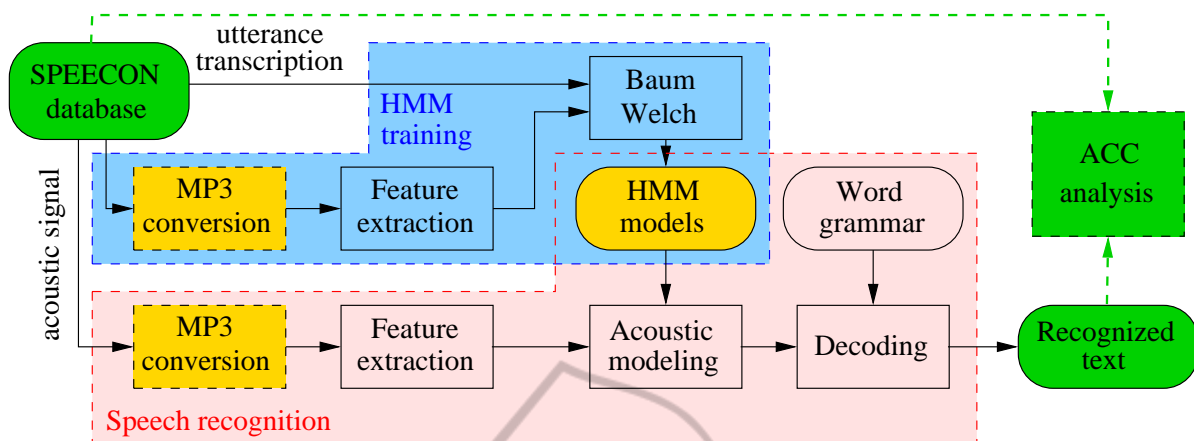 utterance
transcription
SPEECON
database
HMM
training
Baum
Welch
ACC
analysis
MP3
conversion
Feature
extraction
HMM
models
Word
grammar
acoustic signal
MP3
conversion
Feature
extraction
Acoustic
modeling
Decoding
Recognized
text
Speech recognition